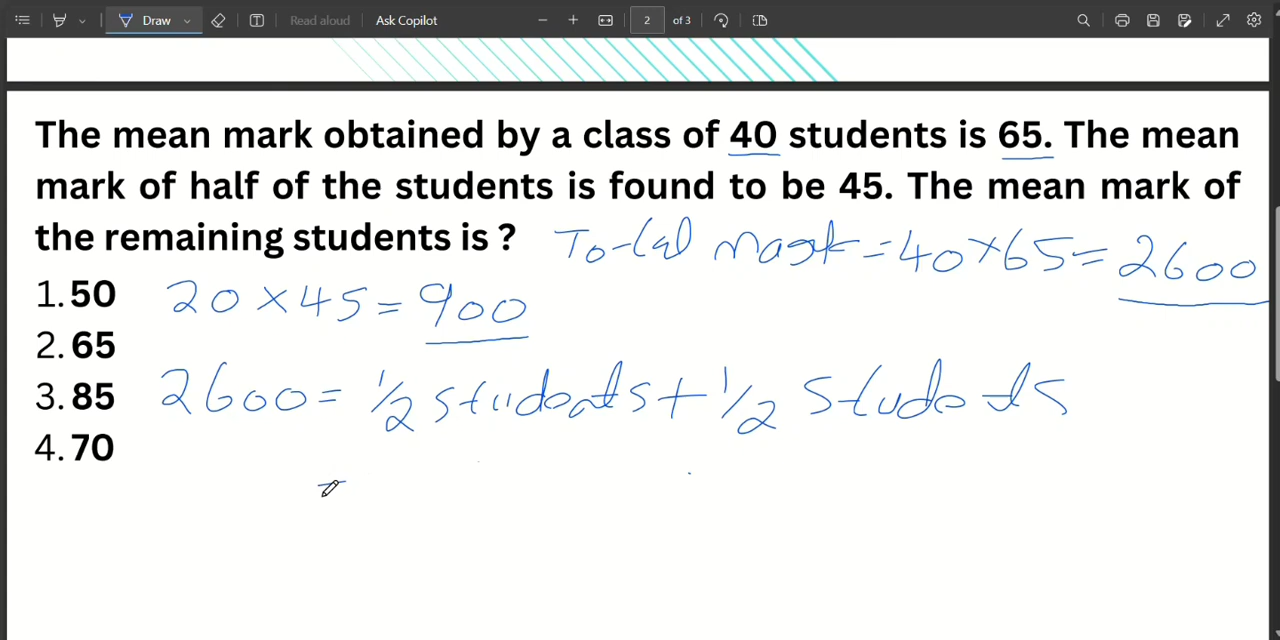 Draw Read aloud Ask Copilot 2 of 3
The mean mark obtained by a class of 40 students is 65. The mean
mark of half of the students is found to be 45. The mean mark of
the remaining students is ?
Total mark = 40 × 65 = 2600
1. 50
20 × 45 = 900
2. 65
3. 85
2600 = 1/2 students + 1/2 students
4. 70
=